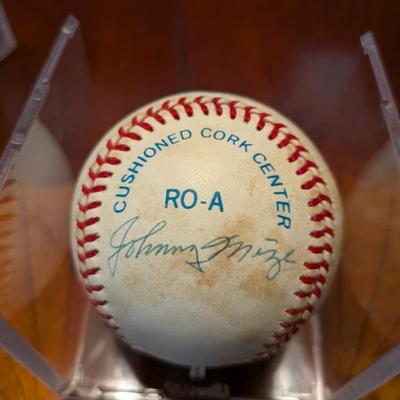 CUSHIONED CORK CENTER
RO-A
Johnny Mize